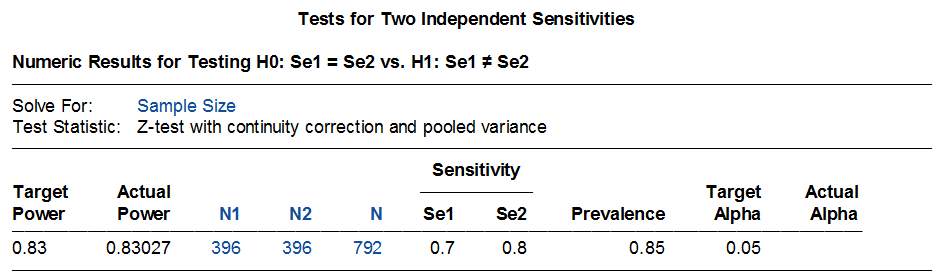 Tests for Two Independent Sensitivities
Numeric Results for Testing H0: Se1 = Se2 vs. H1: Se1 ≠ Se2
Solve For: Sample Size
Test Statistic: Z-test with continuity correction and pooled variance
Sensitivity
Target Actual Target Actual
Power Power N1 N2 N Se1 Se2 Prevalence Alpha Alpha
0.83 0.83027 396 396 792 0.7 0.8 0.85 0.05